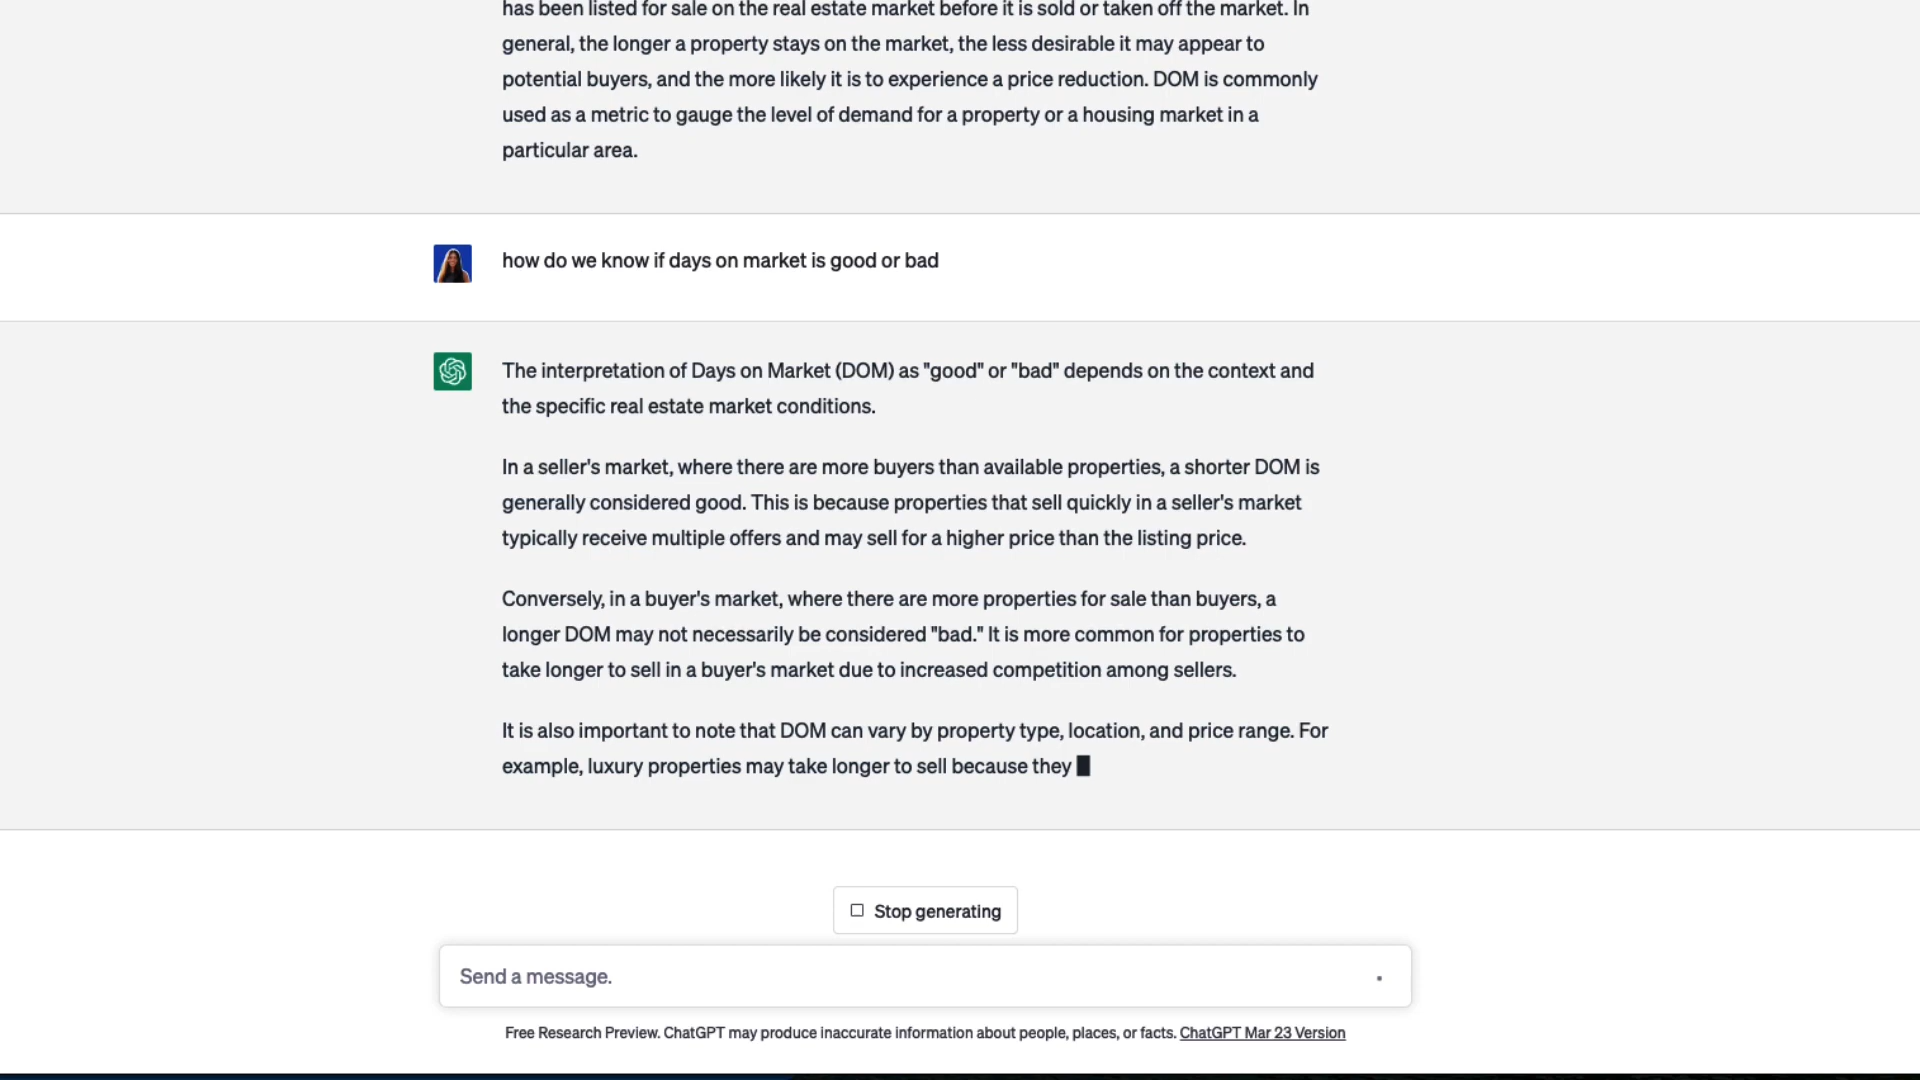 has been listed for sale on the real estate market before it is sold or taken off the market. In
general, the longer a property stays on the market, the less desirable it may appear to
potential buyers, and the more likely it is to experience a price reduction. DOM is commonly
used as a metric to gauge the level of demand for a property or a housing market in a
particular area.
how do we know if days on market is good or bad
The interpretation of Days on Market (DOM) as "good" or "bad" depends on the context and
the specific real estate market conditions.
In a seller's market, where there are more buyers than available properties, a shorter DOM is
generally considered good. This is because properties that sell quickly in a seller's market
typically receive multiple offers and may sell for a higher price than the listing price.
Conversely, in a buyer's market, where there are more properties for sale than buyers, a
longer DOM may not necessarily be considered "bad." It is more common for properties to
take longer to sell in a buyer's market due to increased competition among sellers.
It is also important to note that DOM can vary by property type, location, and price range. For
example, luxury properties may take longer to sell because they
Stop generating
Send a message.
Free Research Preview. ChatGPT may produce inaccurate information about people, places, or facts. ChatGPT Mar 23 Version